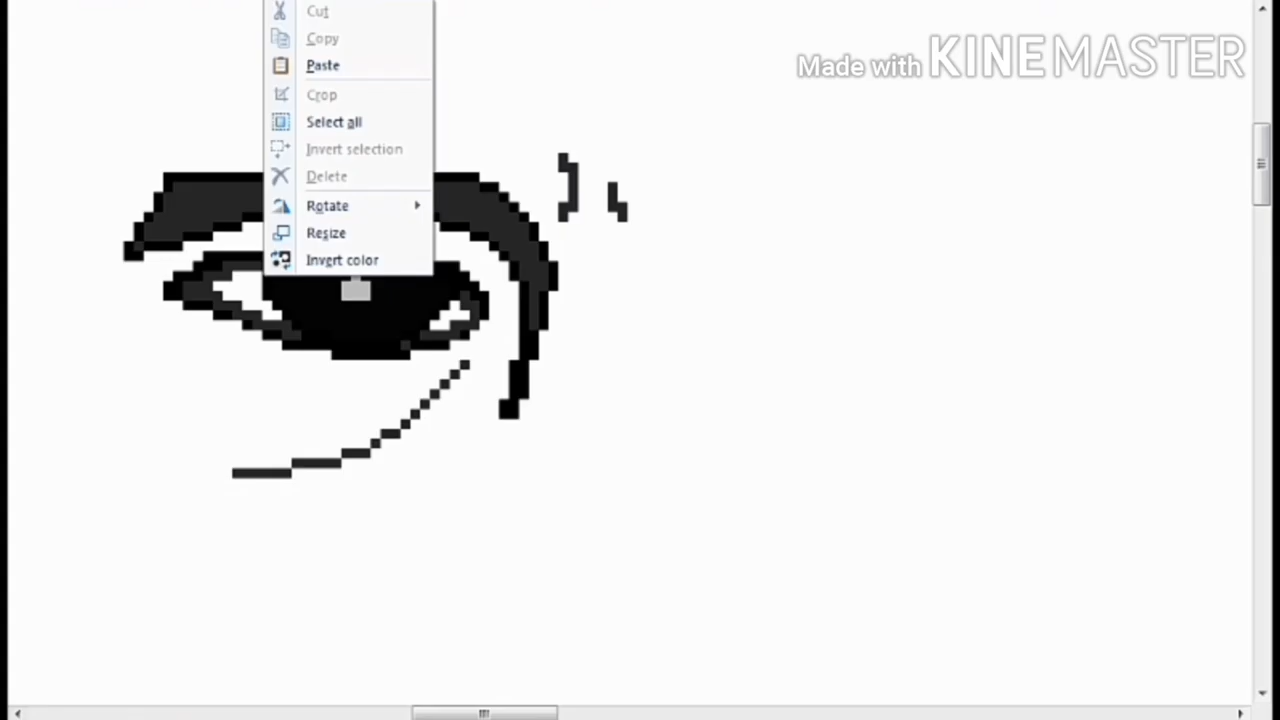 Cut
Copy
Paste
Crop
Select all
Invert selection
Delete
Rotate
Resize
Invert color
Made with KINEMASTER